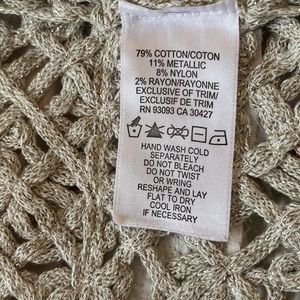 79% COTTON/COTON
11% METALLIC
8% NYLON
2% RAYON/RAYONNE
EXCLUSIVE OF TRIM/
EXCLUSIF DE TRIM
RN 93093 CA 30427
HAND WASH COLD
SEPARATELY
DO NOT BLEACH
DO NOT TWIST
OR WRING
RESHAPE AND LAY
FLAT TO DRY
COOL IRON
IF NECESSARY